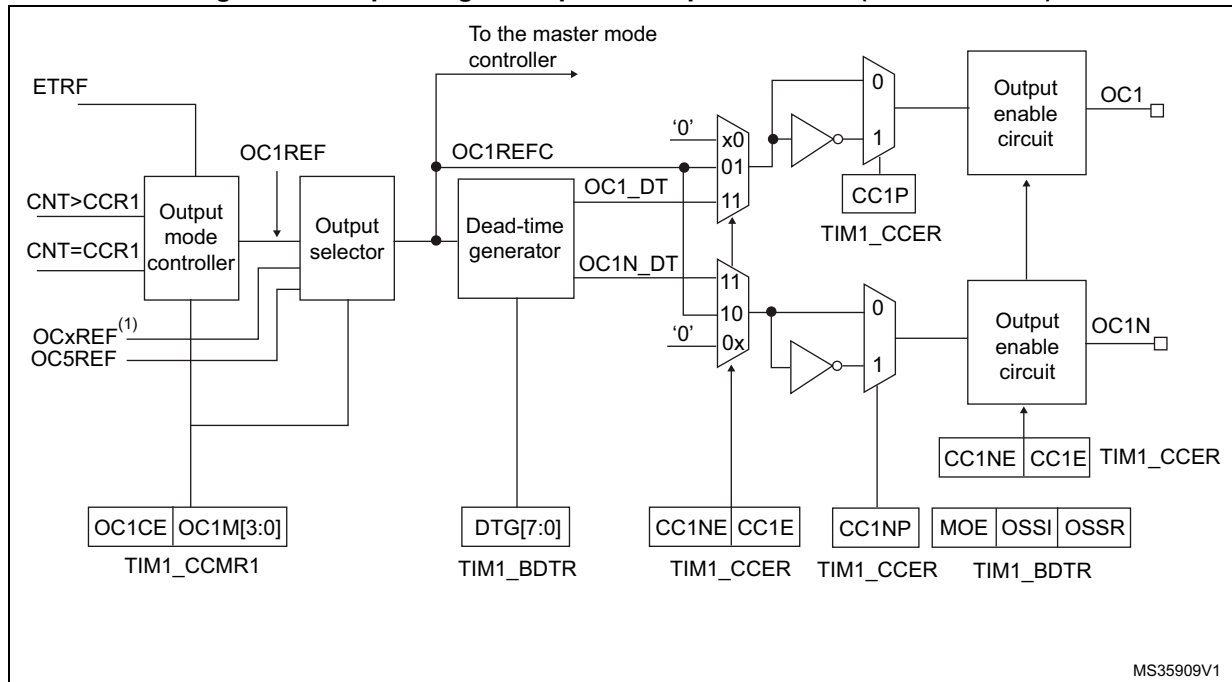 To the master mode
controller
ETRF
OC1REF
CNT>CCR1
CNT=CCR1
Output
mode
controller
Output
selector
OCxREF(1)
OC5REF
OC1REFC
Dead-time
generator
OC1_DT
OC1N_DT
‘0’
x0
01
11
11
10
0x
‘0’
0
1
CC1P
TIM1_CCER
0
1
Output
enable
circuit
OC1
Output
enable
circuit
OC1N
CC1NE CC1E TIM1_CCER
OC1CE OC1M[3:0]
TIM1_CCMR1
DTG[7:0]
TIM1_BDTR
CC1NE CC1E
TIM1_CCER
CC1NP
TIM1_CCER
MOE OSSI OSSR
TIM1_BDTR
MS35909V1